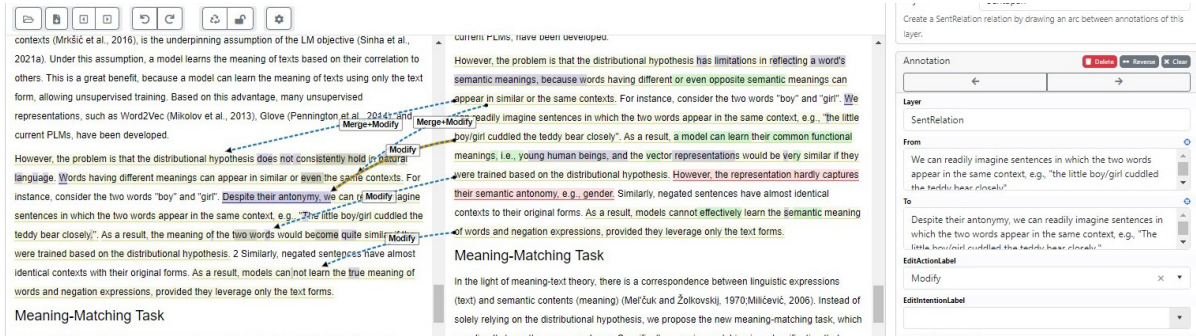 contexts (Mrkšić et al., 2016), is the underpinning assumption of the LM objective (Sinha et al.,
2021a). Under this assumption, a model learns the meaning of texts based on their correlation to
others. This is a great benefit, because a model can learn the meaning of texts using only the text
form, allowing unsupervised training. Based on this advantage, many unsupervised
representations, such as Word2Vec (Mikolov et al., 2013), Glove (Pennington et al., 2014), and
current PLMs, have been developed.
However, the problem is that the distributional hypothesis does not consistently hold in natural
language. Words having different meanings can appear in similar or even the same contexts. For
instance, consider the two words "boy" and "girl". Despite their antonymy, we can imagine
sentences in which the two words appear in the same context, e.g., "The little boy/girl cuddled the
teddy bear closely,". As a result, the meaning of the two words would become quite similar if they
were trained based on the distributional hypothesis. 2 Similarly, negated sentences have almost
identical contexts with their original forms. As a result, models cannot learn the true meaning of
words and negation expressions, provided they leverage only the text forms.
Meaning-Matching Task
Merge+Modify
Merge+Modify
Modify
Modify
Modify
current PLMs, have been developed.
However, the problem is that the distributional hypothesis has limitations in reflecting a word's
semantic meanings, because words having different or even opposite semantic meanings can
appear in similar or the same contexts. For instance, consider the two words "boy" and "girl". We
can readily imagine sentences in which the two words appear in the same context, e.g., "the little
boy/girl cuddled the teddy bear closely". As a result, a model can learn their common functional
meanings, i.e., young human beings, and the vector representations would be very similar if they
were trained based on the distributional hypothesis. However, the representation hardly captures
their semantic antonomy, e.g., gender. Similarly, negated sentences have almost identical
contexts to their original forms. As a result, models cannot effectively learn the semantic meaning
of words and negation expressions, provided they leverage only the text forms.
Meaning-Matching Task
In the light of meaning-text theory, there is a correspondence between linguistic expressions
(text) and semantic contents (meaning) (Mel'čuk and Žolkovskij, 1970;Milićević, 2006). Instead of
solely relying on the distributional hypothesis, we propose the new meaning-matching task, which
Create a SentRelation relation by drawing an arc between annotations of this
layer.
Annotation
Delete
Reverse
Clear
Layer
SentRelation
From
We can readily imagine sentences in which the two words
appear in the same context, e.g., "the little boy/girl cuddled
the teddy bear closely"
To
Despite their antonymy, we can readily imagine sentences in
which the two words appear in the same context, e.g., "The
little boy/girl cuddled the teddy bear closely."
EditActionLabel
Modify
EditIntentionLabel